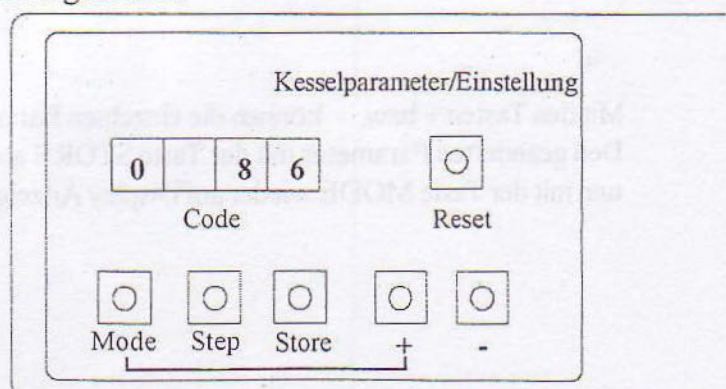 Kesselparameter/Einstellung
0 8 6
Code Reset
Mode Step Store + -